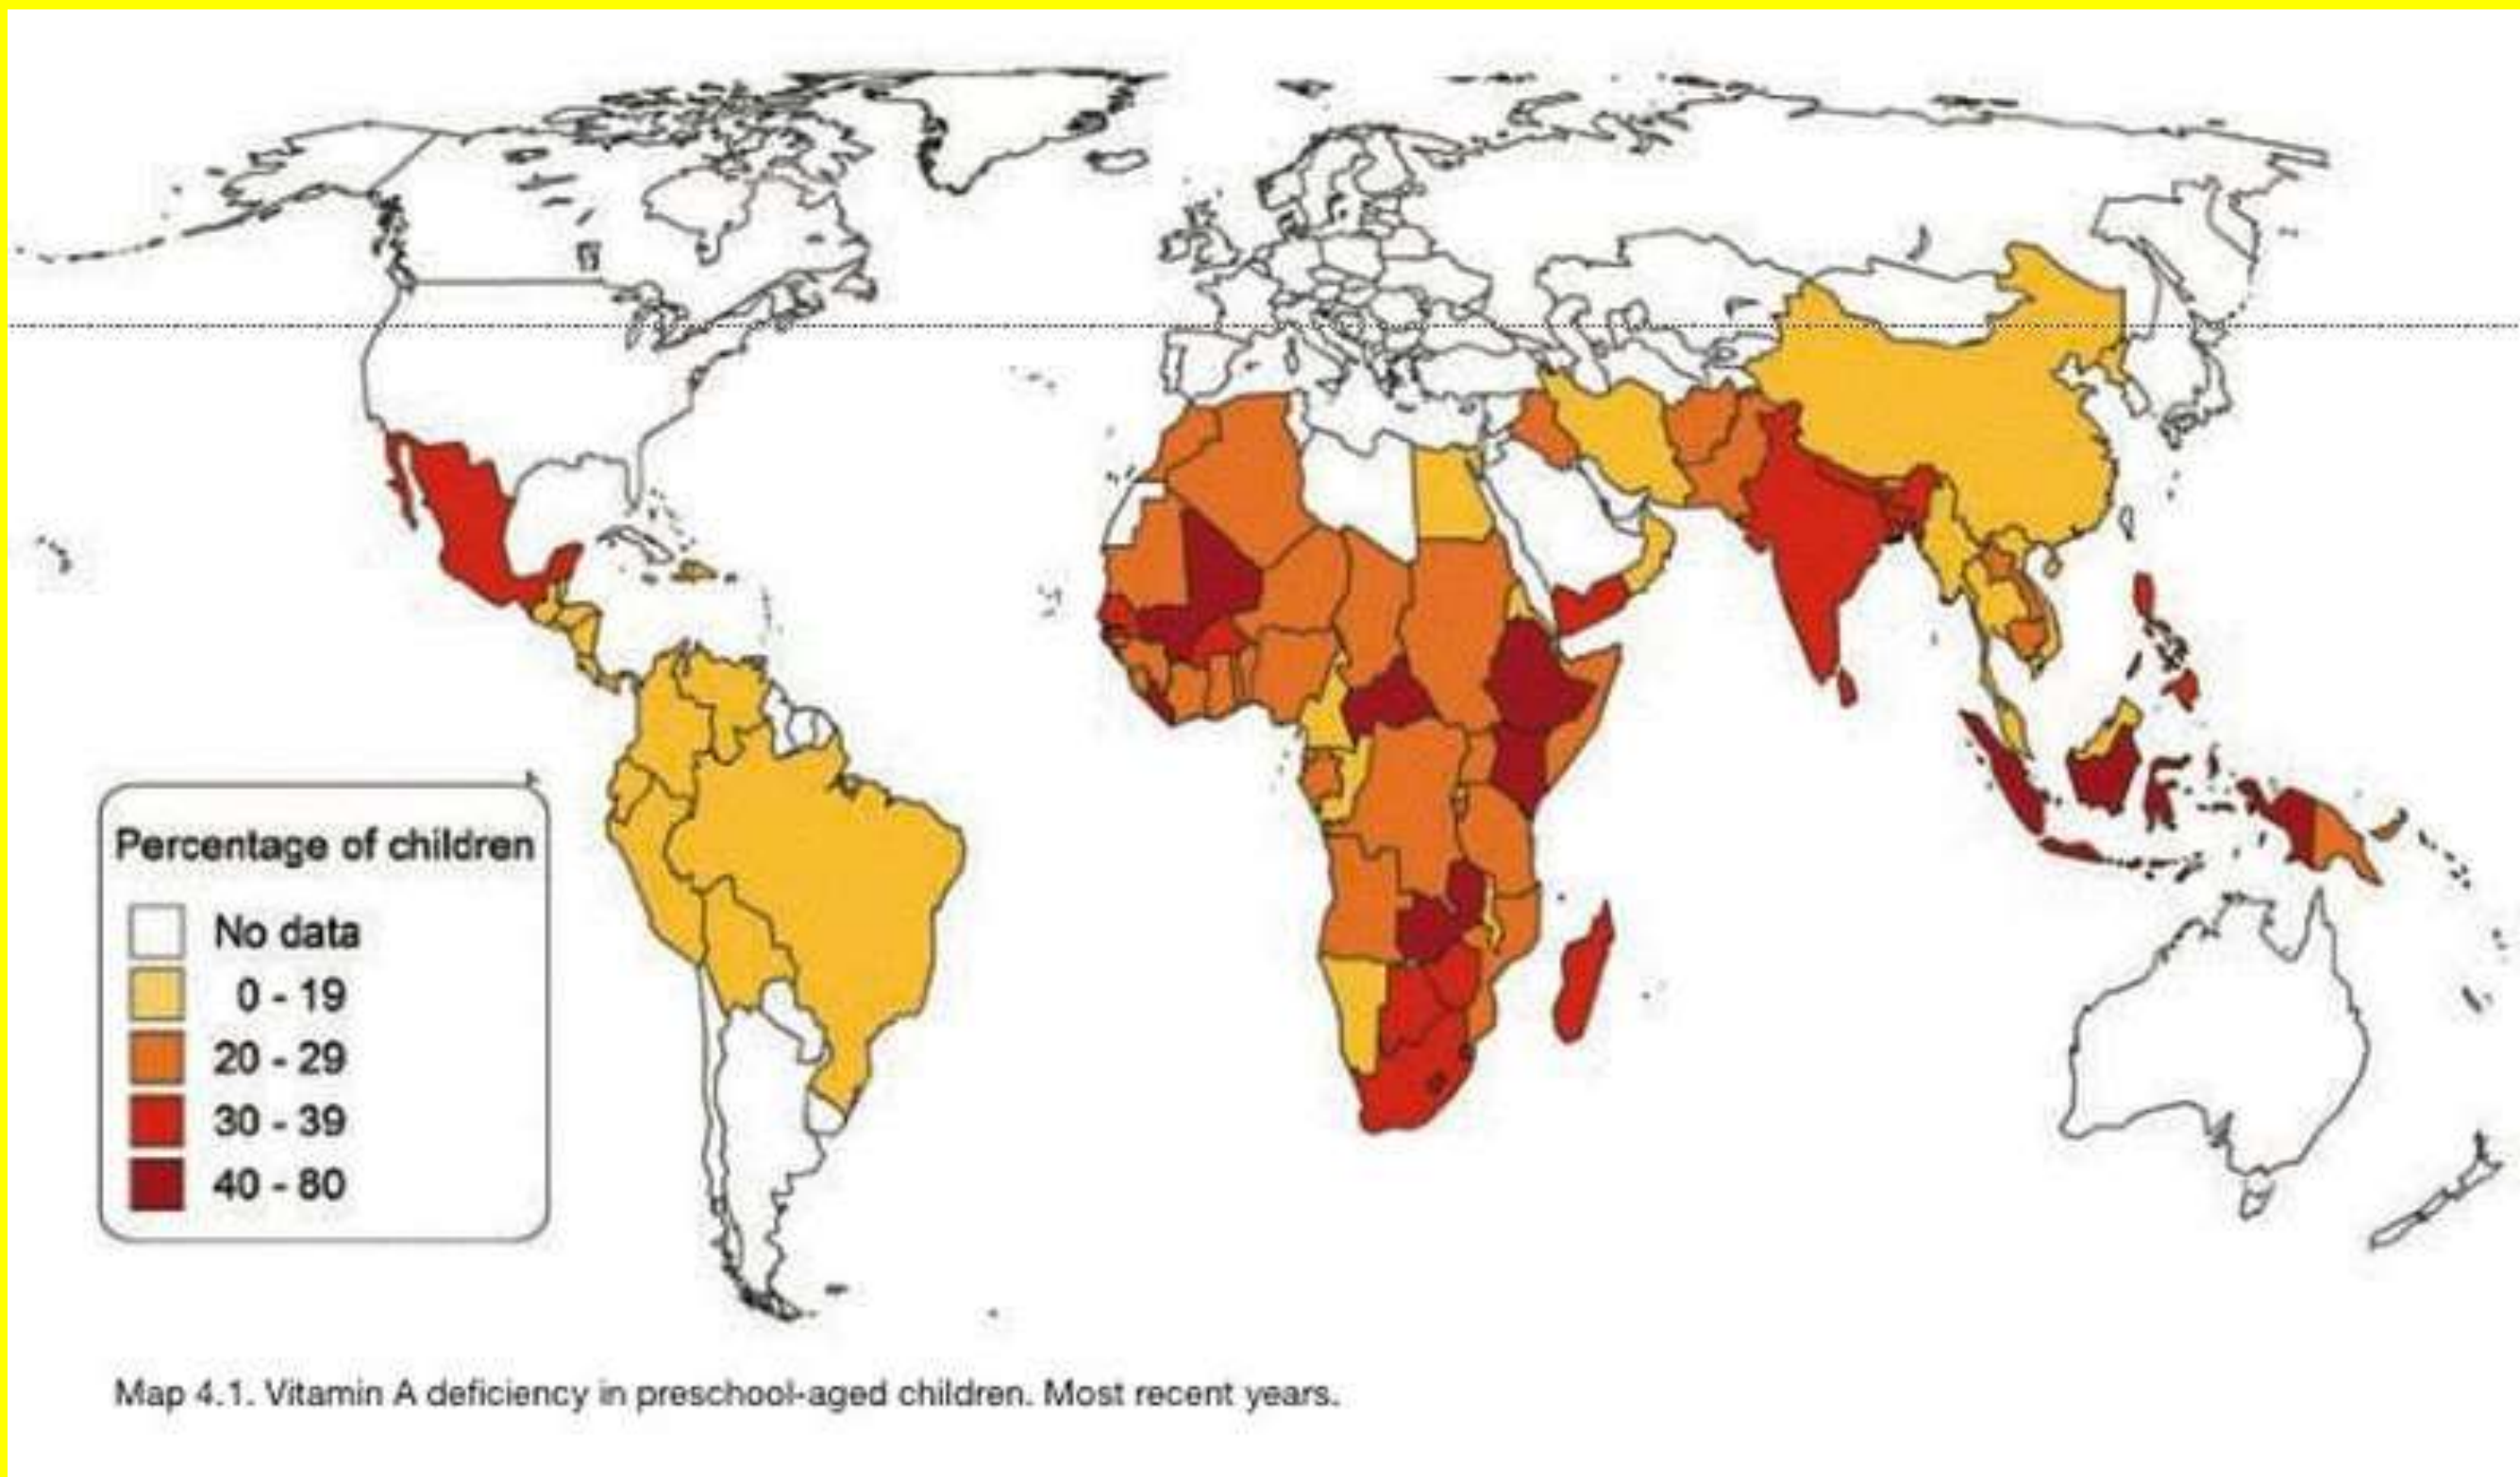 Percentage of children
No data
0 - 19
20 - 29
30 - 39
40 - 80
Map 4.1. Vitamin A deficiency in preschool-aged children. Most recent years.